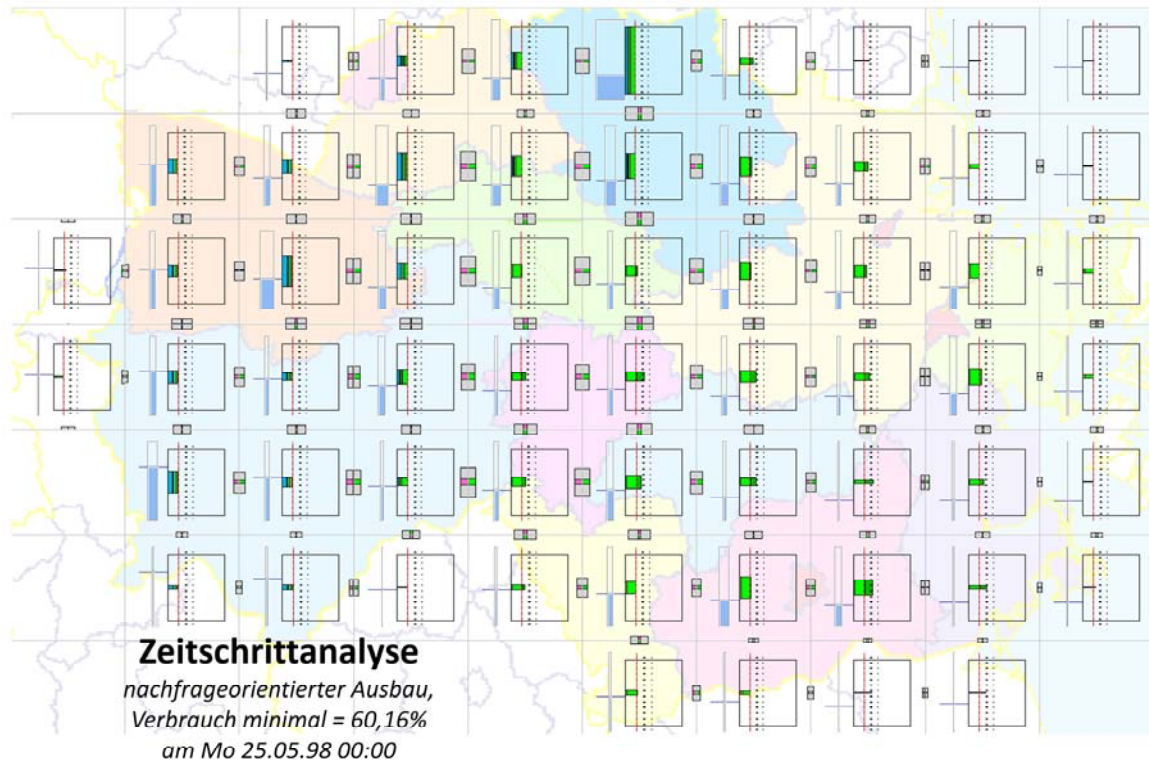 Zeitschrittanalyse
nachfrageorientierter Ausbau,
Verbrauch minimal = 60,16%
am Mo 25.05.98 00:00